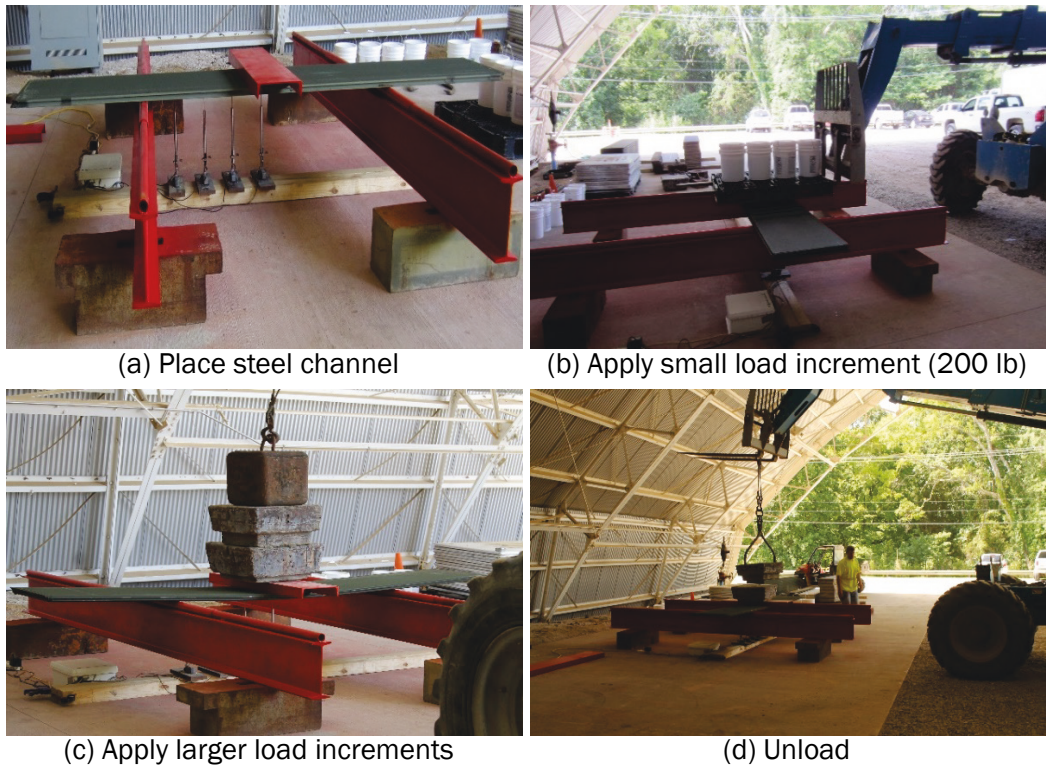 (a) Place steel channel
(b) Apply small load increment (200 lb)
(c) Apply larger load increments
(d) Unload